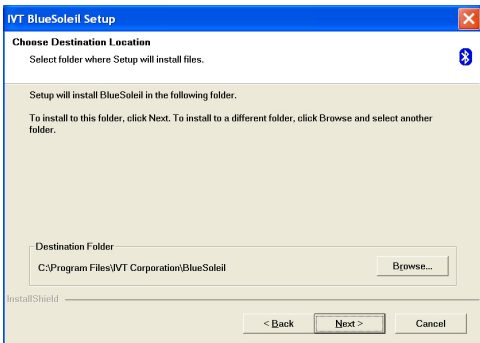 IVT BlueSoleil Setup
Choose Destination Location
Select folder where Setup will install files.
Setup will install BlueSoleil in the following folder.
To install to this folder, click Next. To install to a different folder, click Browse and select another
folder.
Destination Folder
C:\Program Files\IVT Corporation\BlueSoleil
Browse...
InstallShield
< Back
Next >
Cancel